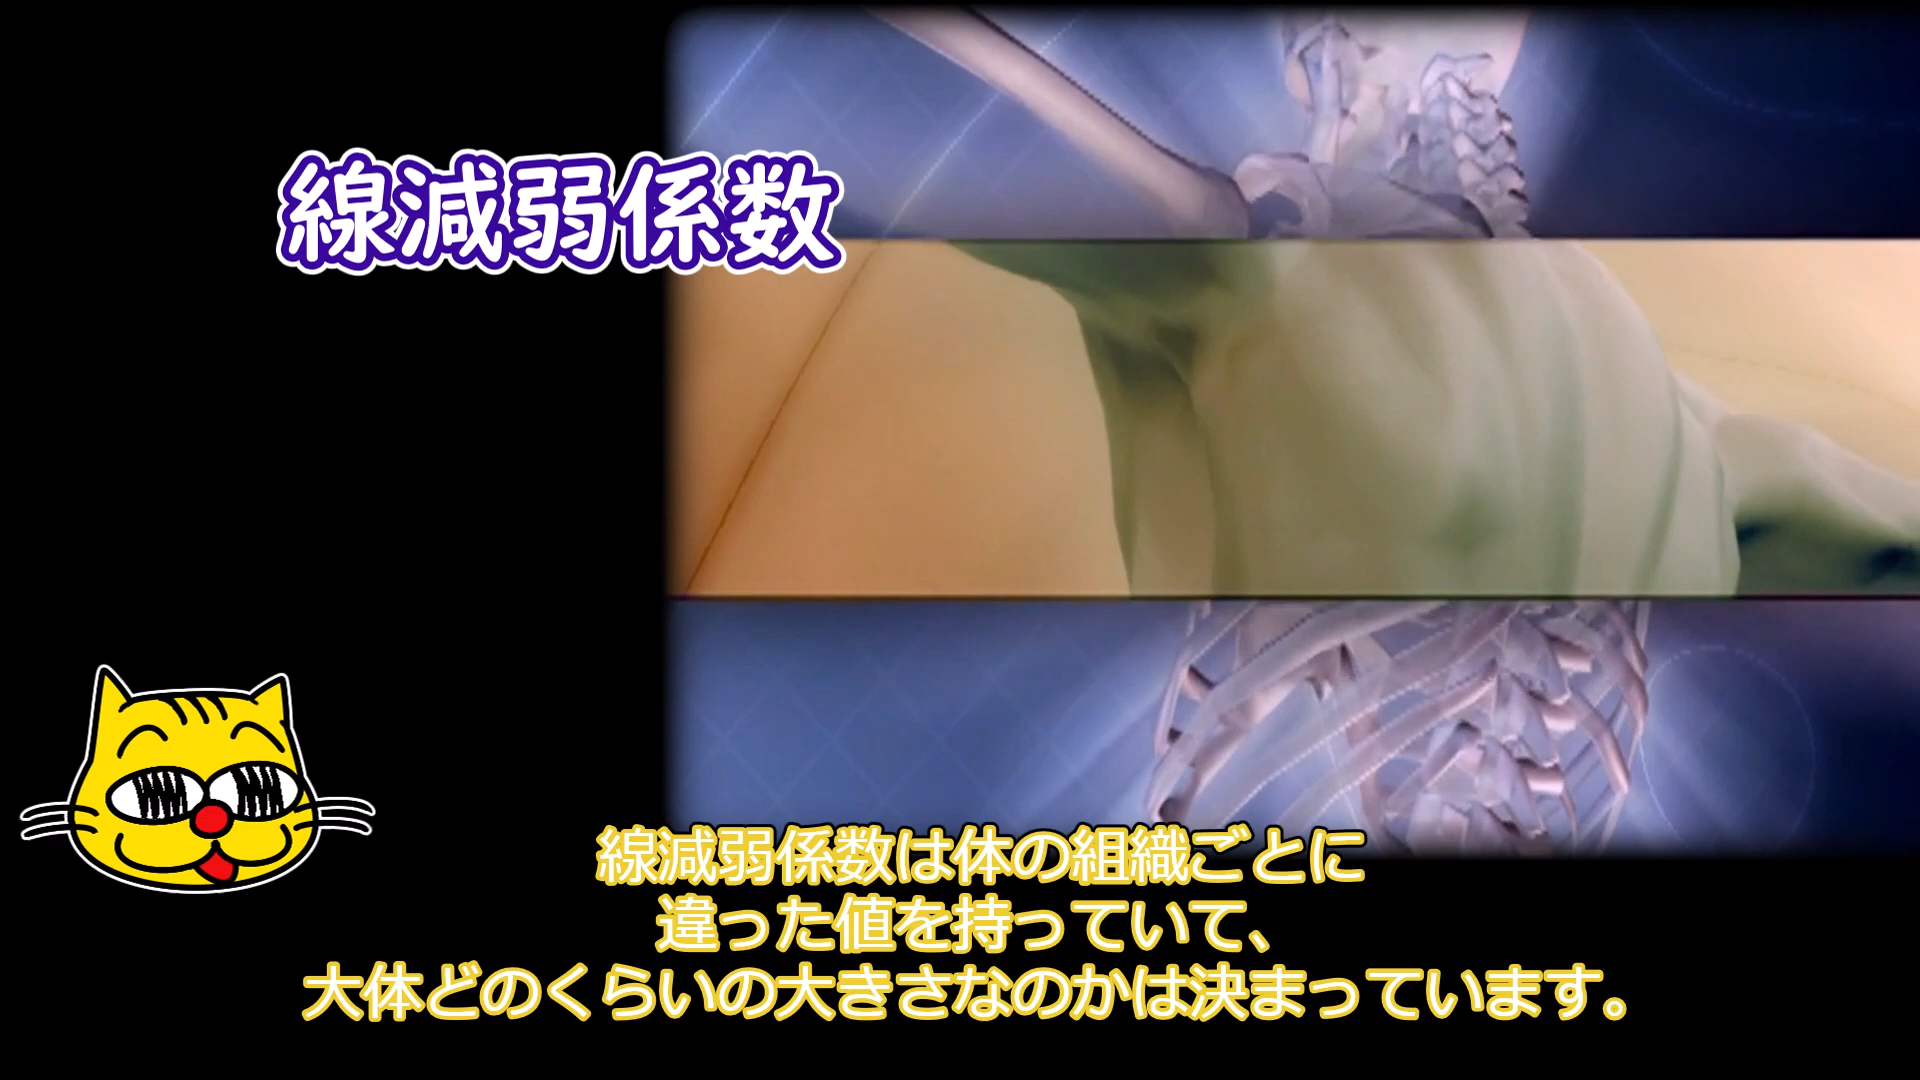 線減弱係数
線減弱係数は体の組織ごとに
違った値を持っていて、
大体どのくらいの大きさなのかは決まっています。